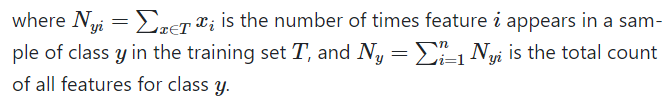 where $N_{yi} = \sum_{x \in T} x_i$ is the number of times feature $i$ appears in a sam-
ple of class $y$ in the training set $T$, and $N_y = \sum_{i=1}^{n} N_{yi}$ is the total count
of all features for class $y$.